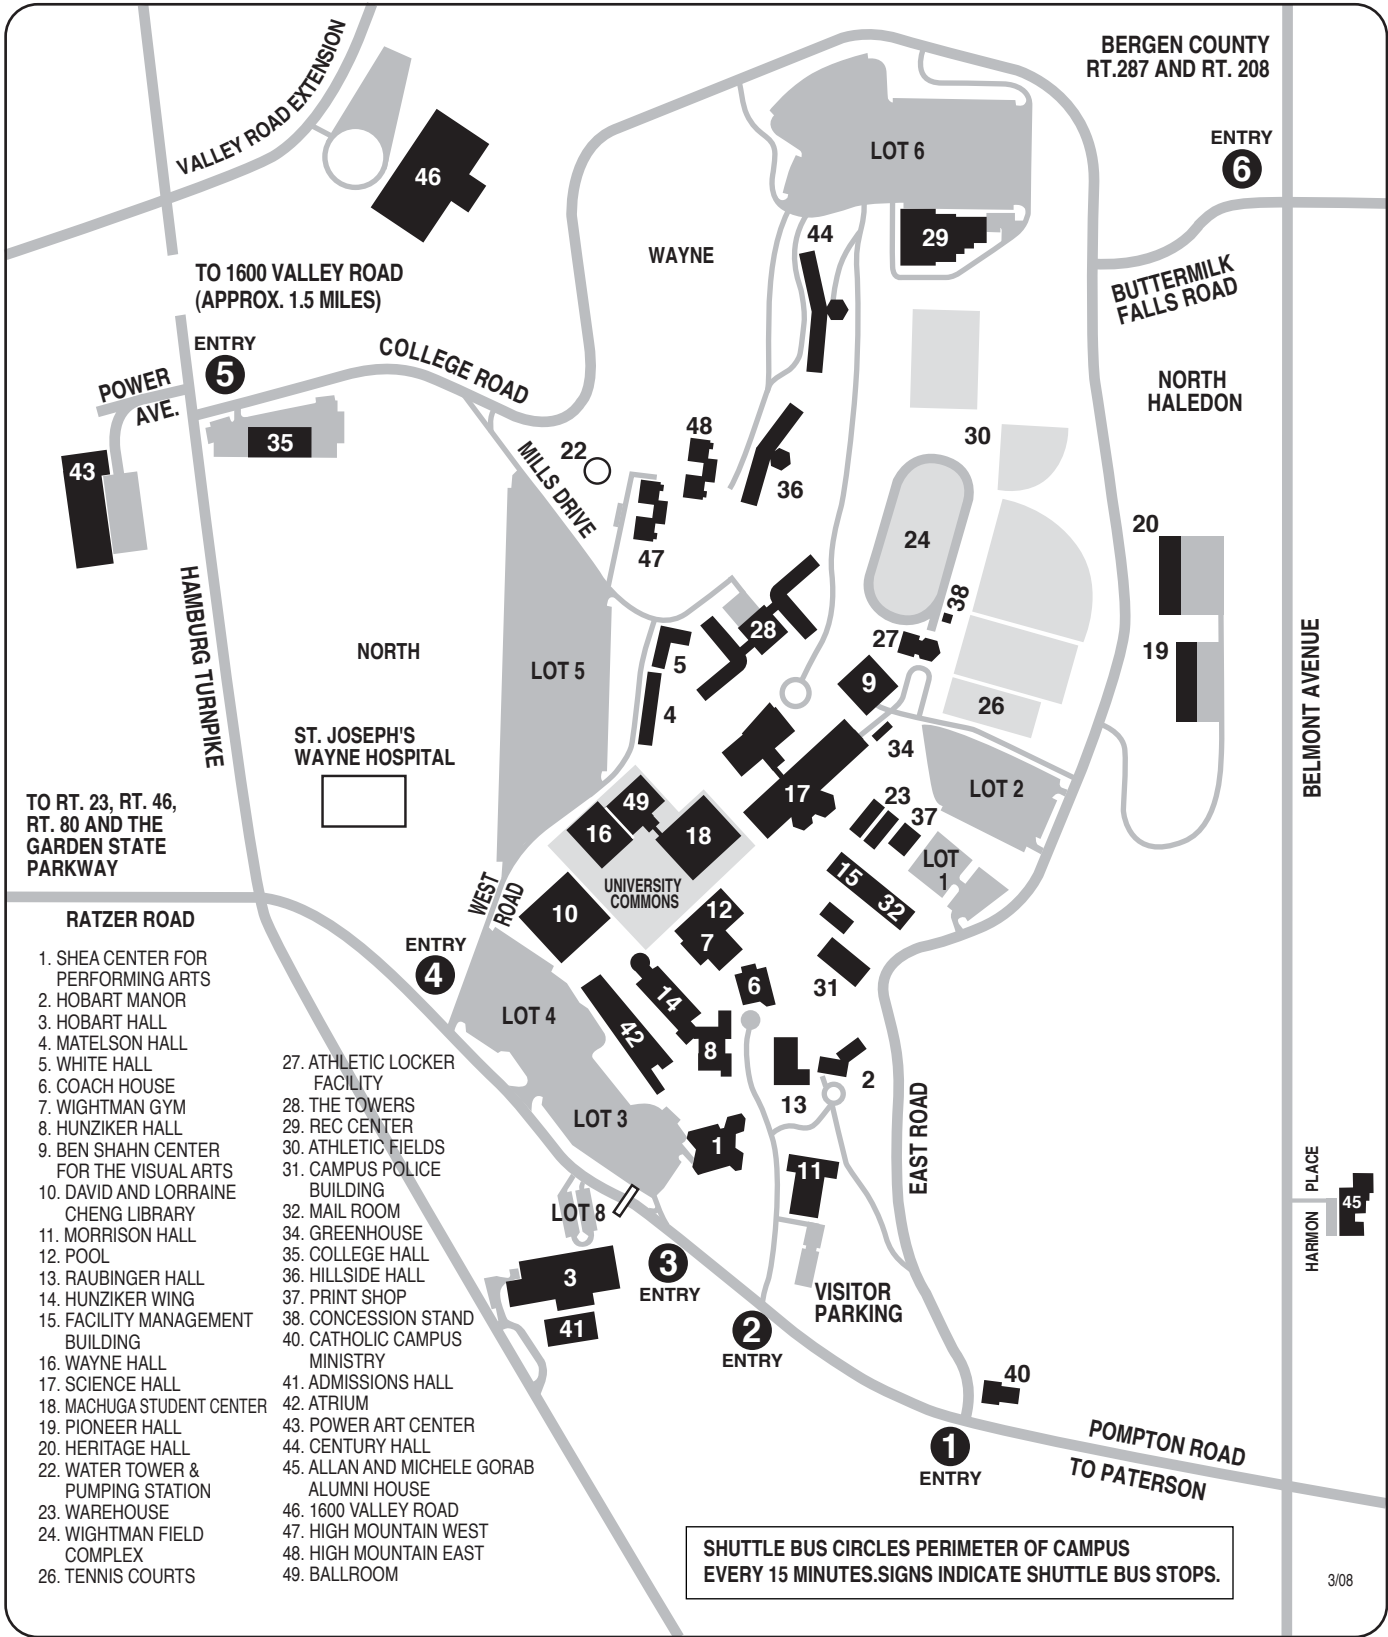 BERGEN COUNTY
RT.287 AND RT. 208
VALLEY ROAD EXTENSION
46
LOT 6
ENTRY
6
29
44
WAYNE
TO 1600 VALLEY ROAD
(APPROX. 1.5 MILES)
BUTTERMILK
FALLS ROAD
ENTRY
5
COLLEGE ROAD
POWER
AVE.
NORTH
HALEDON
35
43
48
22
30
36
MILLS DRIVE
47
24
20
38
HAMBURG TURNPIKE
28
27
NORTH
5
LOT 5
9
19
4
26
BELMONT AVENUE
ST. JOSEPH'S
WAYNE HOSPITAL
34
LOT 2
17
23
37
49
16
18
TO RT. 23, RT. 46,
RT. 80 AND THE
GARDEN STATE
PARKWAY
LOT
1
15
32
UNIVERSITY
COMMONS
WEST
ROAD
10
12
7
RATZER ROAD
ENTRY
4
6
31
14
LOT 4
42
8
2
13
LOT 3
1
EAST ROAD
11
HARMON PLACE
45
LOT 8
3
ENTRY
3
VISITOR
PARKING
41
2
ENTRY
40
1
ENTRY
POMPTON ROAD
TO PATERSON
1. SHEA CENTER FOR
PERFORMING ARTS
2. HOBART MANOR
3. HOBART HALL
4. MATELSON HALL
5. WHITE HALL
6. COACH HOUSE
7. WIGHTMAN GYM
8. HUNZIKER HALL
9. BEN SHAHN CENTER
FOR THE VISUAL ARTS
10. DAVID AND LORRAINE
CHENG LIBRARY
11. MORRISON HALL
12. POOL
13. RAUBINGER HALL
14. HUNZIKER WING
15. FACILITY MANAGEMENT
BUILDING
16. WAYNE HALL
17. SCIENCE HALL
18. MACHUGA STUDENT CENTER
19. PIONEER HALL
20. HERITAGE HALL
22. WATER TOWER &
PUMPING STATION
23. WAREHOUSE
24. WIGHTMAN FIELD
COMPLEX
26. TENNIS COURTS
27. ATHLETIC LOCKER
FACILITY
28. THE TOWERS
29. REC CENTER
30. ATHLETIC FIELDS
31. CAMPUS POLICE
BUILDING
32. MAIL ROOM
34. GREENHOUSE
35. COLLEGE HALL
36. HILLSIDE HALL
37. PRINT SHOP
38. CONCESSION STAND
40. CATHOLIC CAMPUS
MINISTRY
41. ADMISSIONS HALL
42. ATRIUM
43. POWER ART CENTER
44. CENTURY HALL
45. ALLAN AND MICHELE GORAB
ALUMNI HOUSE
46. 1600 VALLEY ROAD
47. HIGH MOUNTAIN WEST
48. HIGH MOUNTAIN EAST
49. BALLROOM
SHUTTLE BUS CIRCLES PERIMETER OF CAMPUS
EVERY 15 MINUTES.SIGNS INDICATE SHUTTLE BUS STOPS.
3/08